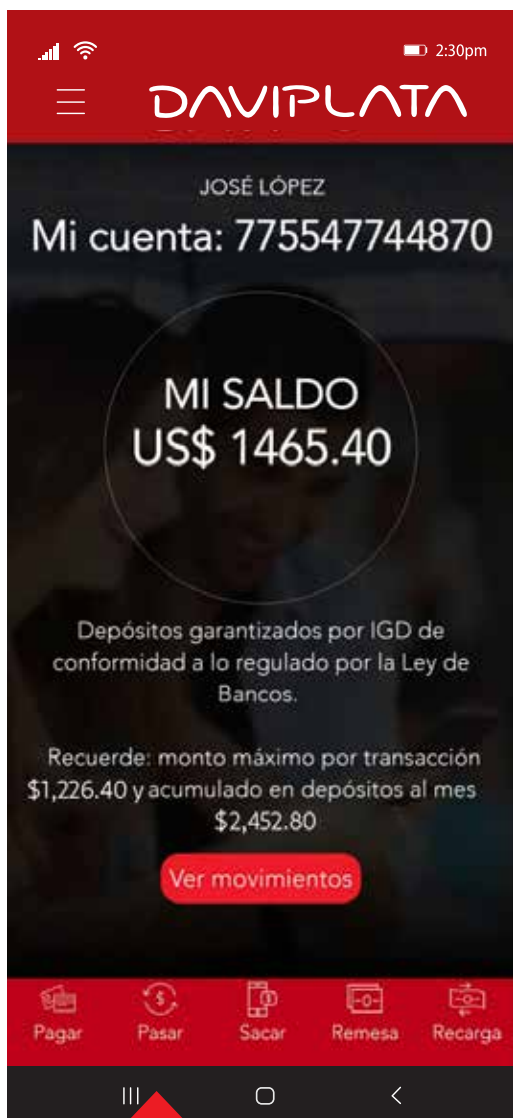 2:30pm
DAVIPLATA
JOSÉ LÓPEZ
Mi cuenta: 775547744870
MI SALDO
US$ 1465.40
Depósitos garantizados por IGD de
conformidad a lo regulado por la Ley de
Bancos.
Recuerde: monto máximo por transacción
$1,226.40 y acumulado en depósitos al mes
$2,452.80
Ver movimientos
Pagar Pasar Sacar Remesa Recarga